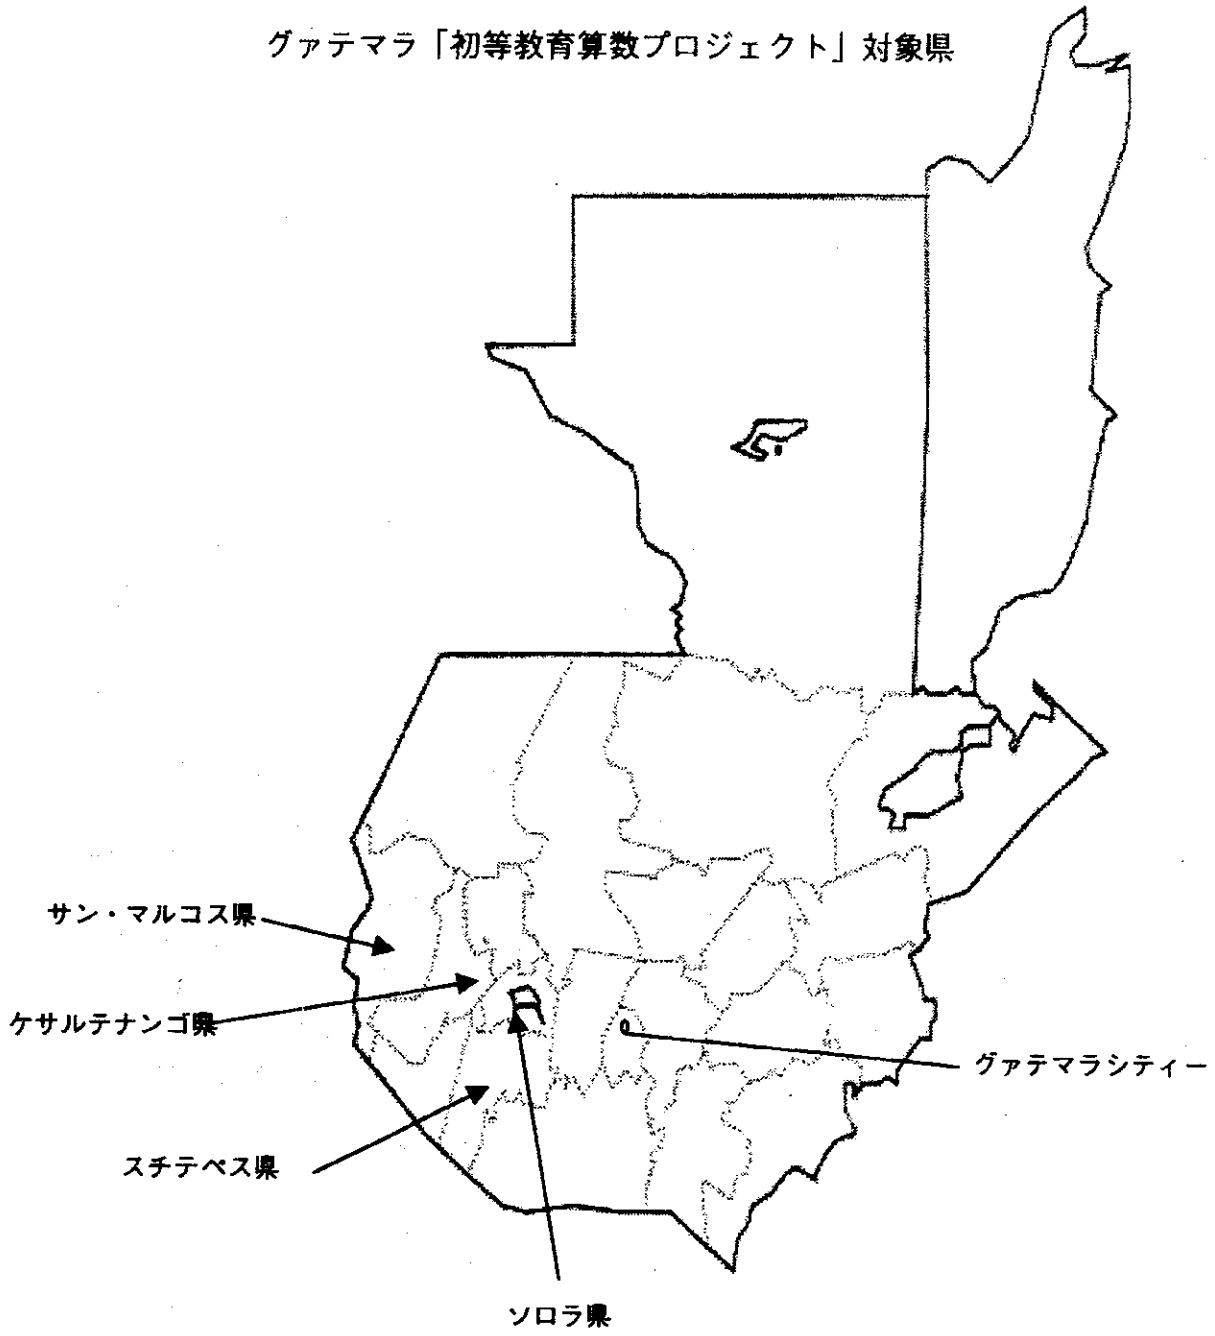 グァテマラ「初等教育算数プロジェクト」対象県
サン・マルコス県
ケサルテナンゴ県
グァテマラシティー
スチテペス県
ソロラ県